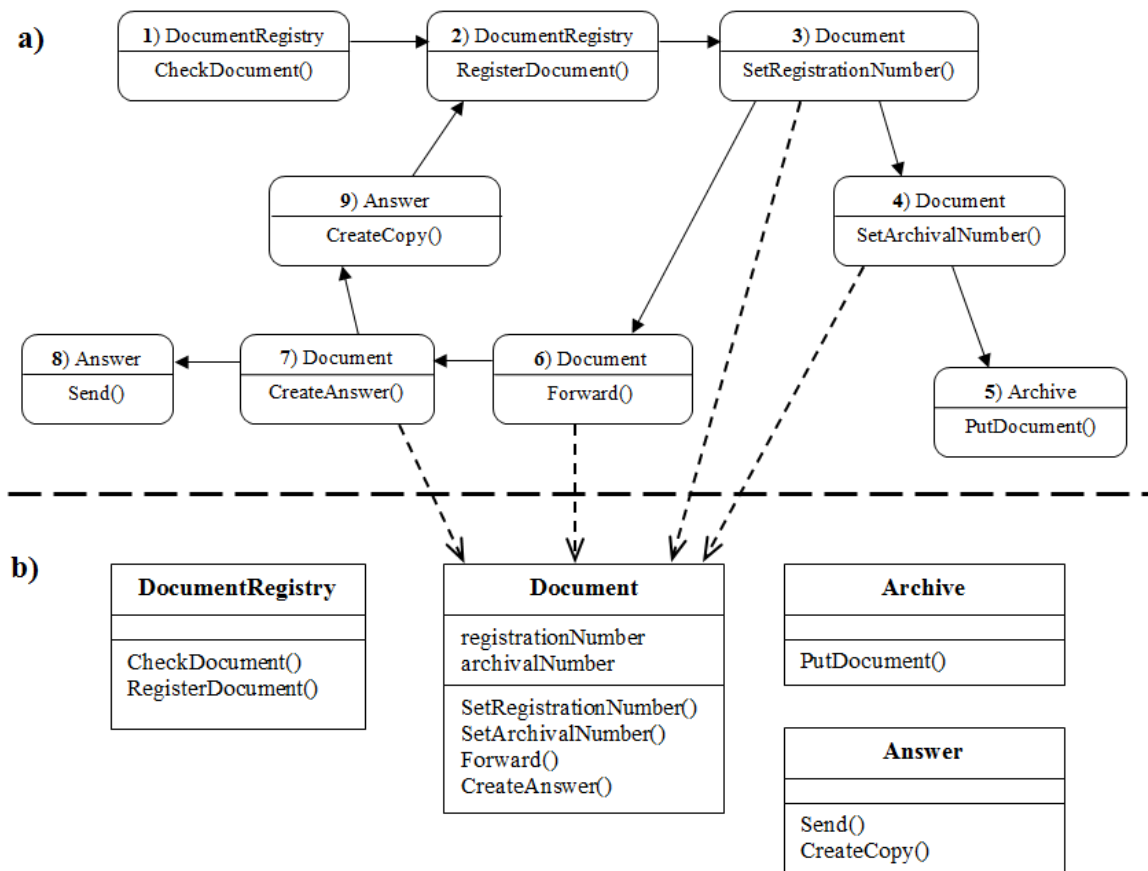 a)
1) DocumentRegistry
CheckDocument()
2) DocumentRegistry
RegisterDocument()
3) Document
SetRegistrationNumber()
9) Answer
CreateCopy()
4) Document
SetArchivalNumber()
8) Answer
Send()
7) Document
CreateAnswer()
6) Document
Forward()
5) Archive
PutDocument()
b)
DocumentRegistry
CheckDocument()
RegisterDocument()
Document
registrationNumber
archivalNumber
SetRegistrationNumber()
SetArchivalNumber()
Forward()
CreateAnswer()
Archive
PutDocument()
Answer
Send()
CreateCopy()